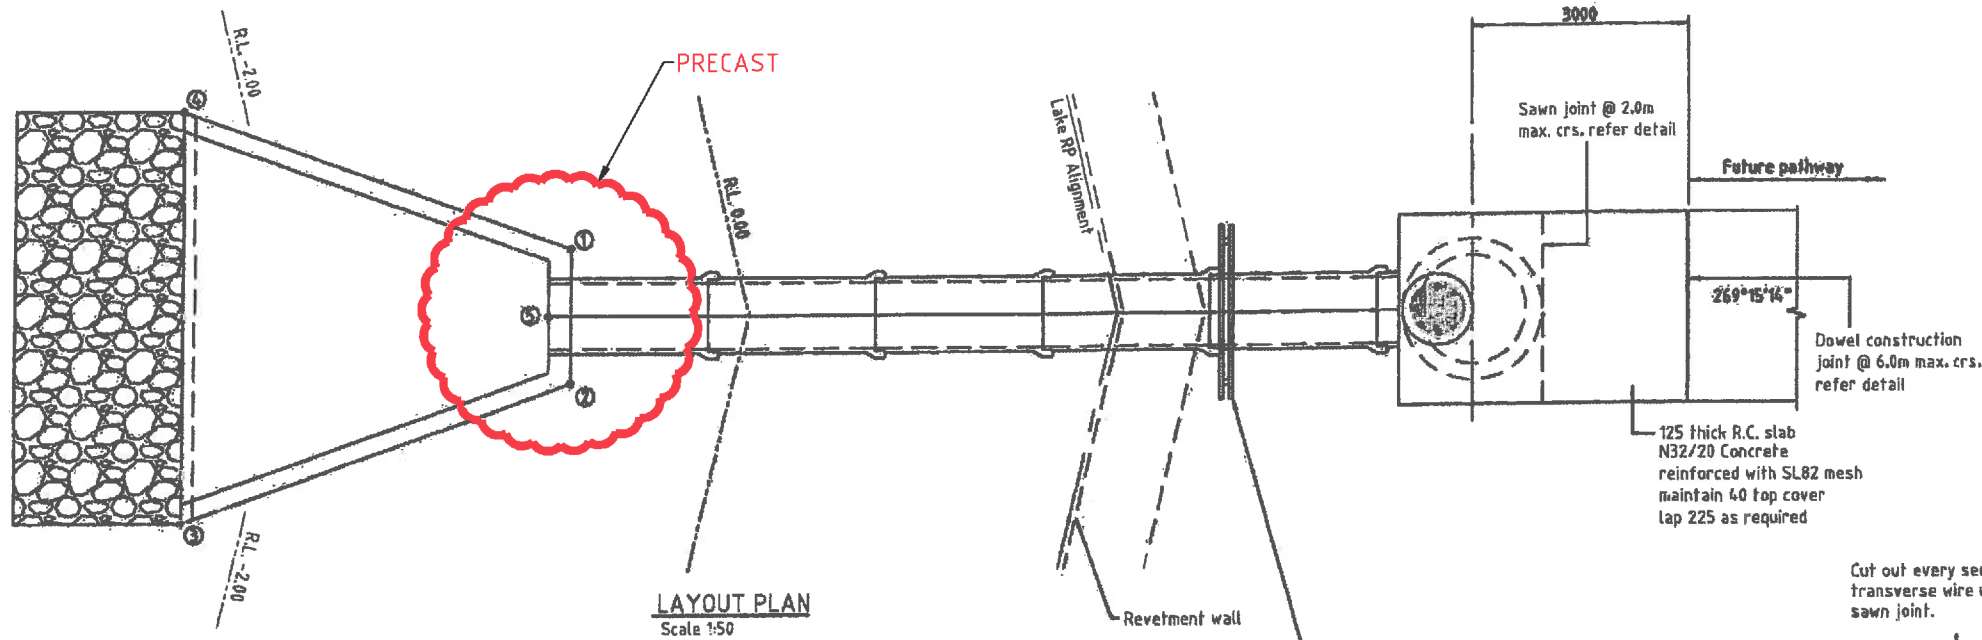 3000
R.L. -2.00
PRECAST
④
Sawn joint @ 2.0m
max. crs. refer detail
Lake RP Alignment
Future pathway
R.L. 0.00
①
⑤
269°15'14"
Dowel construction
joint @ 6.0m max. crs.
refer detail
②
125 thick R.C. slab
N32/20 Concrete
reinforced with SL82 mesh
maintain 40 top cover
lap 225 as required
③
R.L. -2.00
Cut out every se
transverse wire
sawn joint.
LAYOUT PLAN
Scale 1:50
Revetment wall